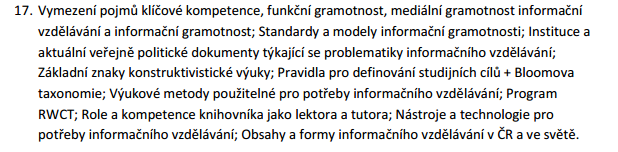 17. Vymezení pojmů klíčové kompetence, funkční gramotnost, mediální gramotnost informační
vzdělávání a informační gramotnost; Standardy a modely informační gramotnosti; Instituce a
aktuální veřejně politické dokumenty týkající se problematiky informačního vzdělávání;
Základní znaky konstruktivistické výuky; Pravidla pro definování studijních cílů + Bloomova
taxonomie; Výukové metody použitelné pro potřeby informačního vzdělávání; Program
RWCT; Role a kompetence knihovníka jako lektora a tutora; Nástroje a technologie pro
potřeby informačního vzdělávání; Obsahy a formy informačního vzdělávání v ČR a ve světě.